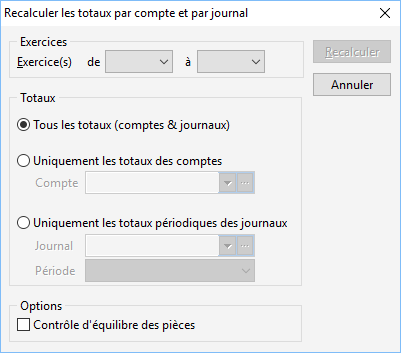 Recalculer les totaux par compte et par journal
Exercices
Exercice(s) de à
Recalculer
Annuler
Totaux
Tous les totaux (comptes & journaux)
Uniquement les totaux des comptes
Compte
Uniquement les totaux périodiques des journaux
Journal
Période
Options
Contrôle d'équilibre des pièces